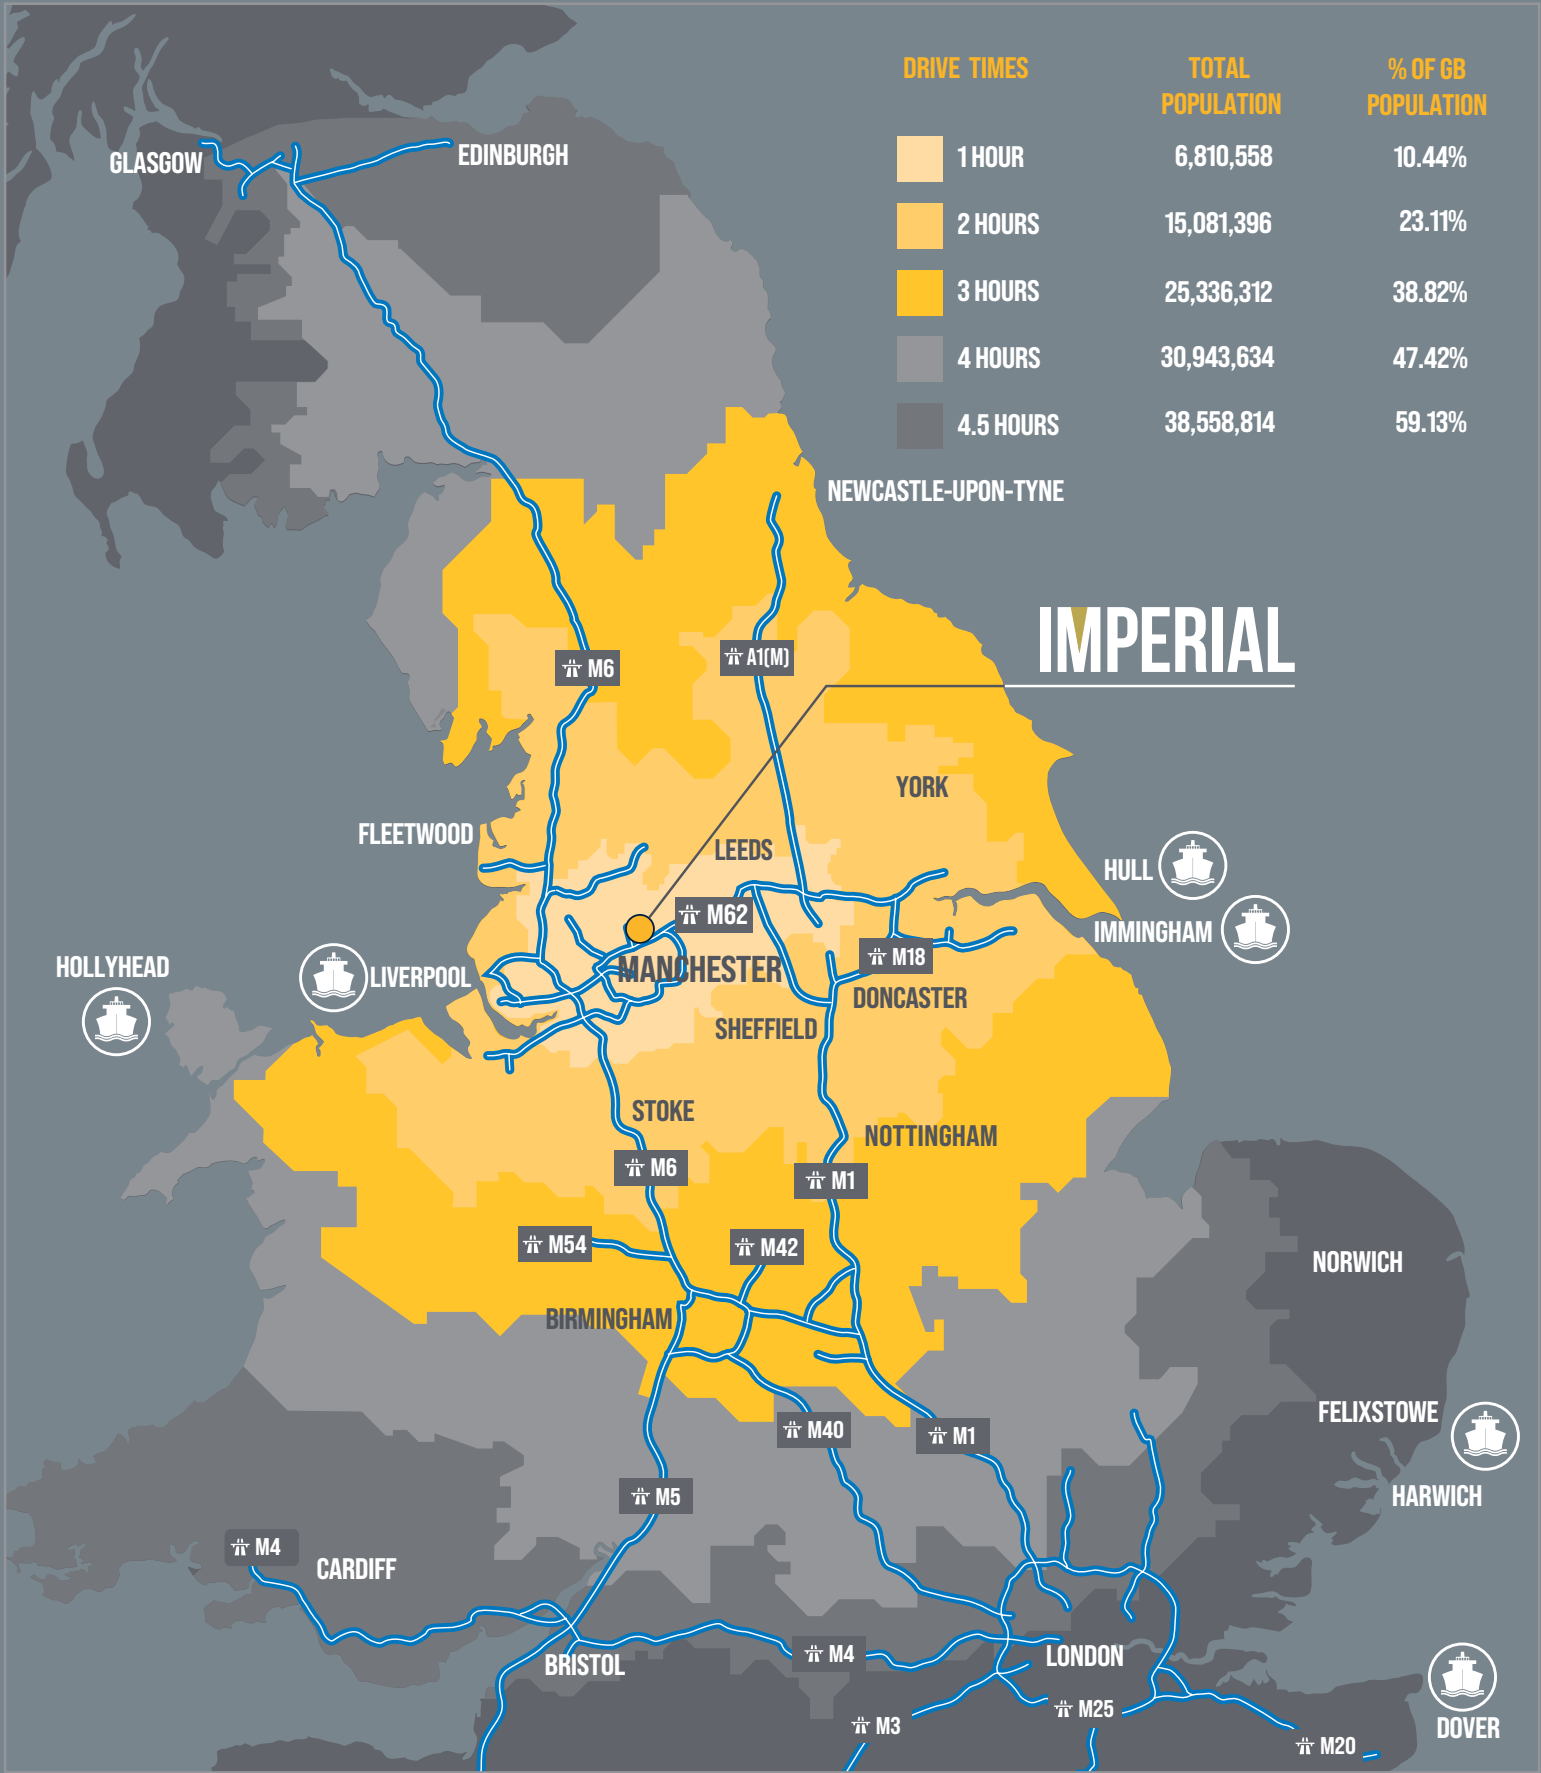 DRIVE TIMES
TOTAL
POPULATION
% OF GB
POPULATION
1 HOUR 6,810,558 10.44%
2 HOURS 15,081,396 23.11%
3 HOURS 25,336,312 38.82%
4 HOURS 30,943,634 47.42%
4.5 HOURS 38,558,814 59.13%
GLASGOW
EDINBURGH
NEWCASTLE-UPON-TYNE
IMPERIAL
M6
A1(M)
YORK
FLEETWOOD
LEEDS
HULL
M62
IMMINGHAM
M18
HOLLYHEAD
LIVERPOOL
MANCHESTER
DONCASTER
SHEFFIELD
STOKE
NOTTINGHAM
M6
M1
M54
M42
NORWICH
BIRMINGHAM
FELIXSTOWE
M40
M1
M5
HARWICH
M4
CARDIFF
M4
LONDON
BRISTOL
M25
M3
DOVER
M20